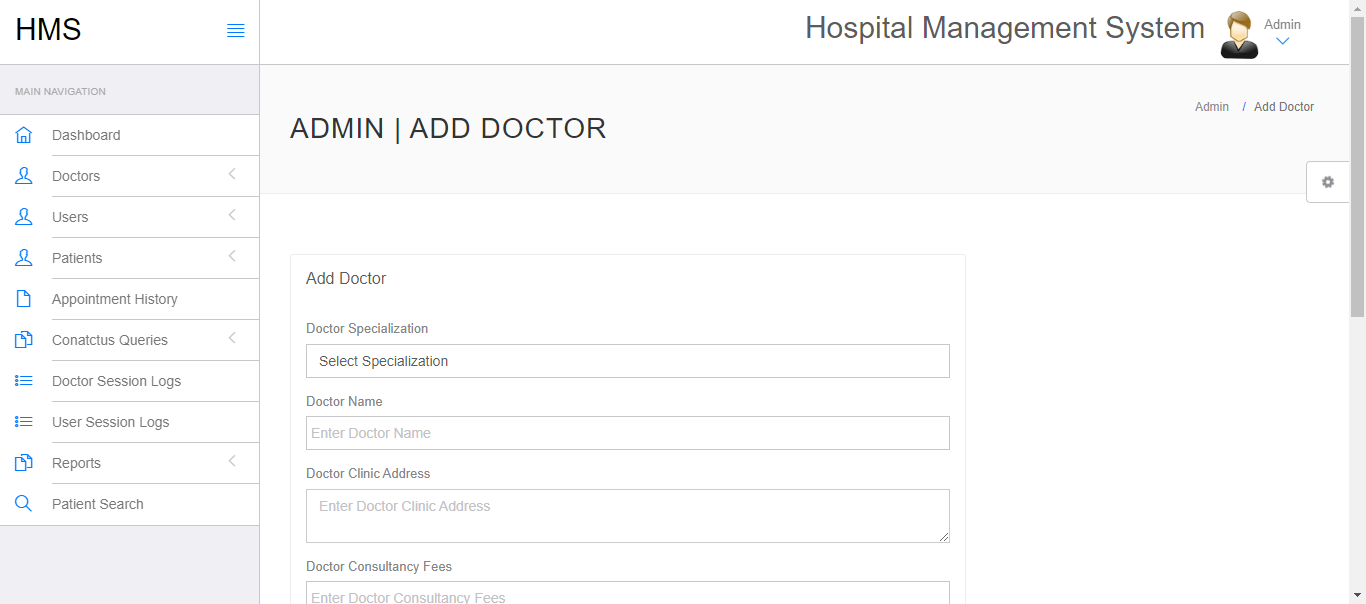 HMS
Hospital Management System
Admin
MAIN NAVIGATION
Dashboard
Doctors
Users
Patients
Appointment History
Conatctus Queries
Doctor Session Logs
User Session Logs
Reports
Patient Search
ADMIN | ADD DOCTOR
Admin / Add Doctor
Add Doctor
Doctor Specialization
Select Specialization
Doctor Name
Enter Doctor Name
Doctor Clinic Address
Enter Doctor Clinic Address
Doctor Consultancy Fees
Enter Doctor Consultancy Fees